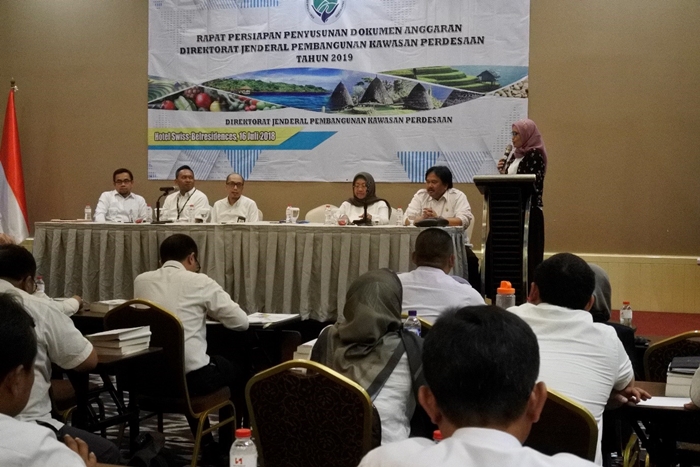 RAPAT PERSIAPAN PENYUSUNAN DOKUMEN ANGGARAN
DIREKTORAT JENDERAL PEMBANGUNAN KAWASAN PERDESAAN
TAHUN 2019
DIREKTORAT JENDERAL PEMBANGUNAN KAWASAN PERDESAAN
Hotel Swiss-Belresidences, 16 Juli 2018